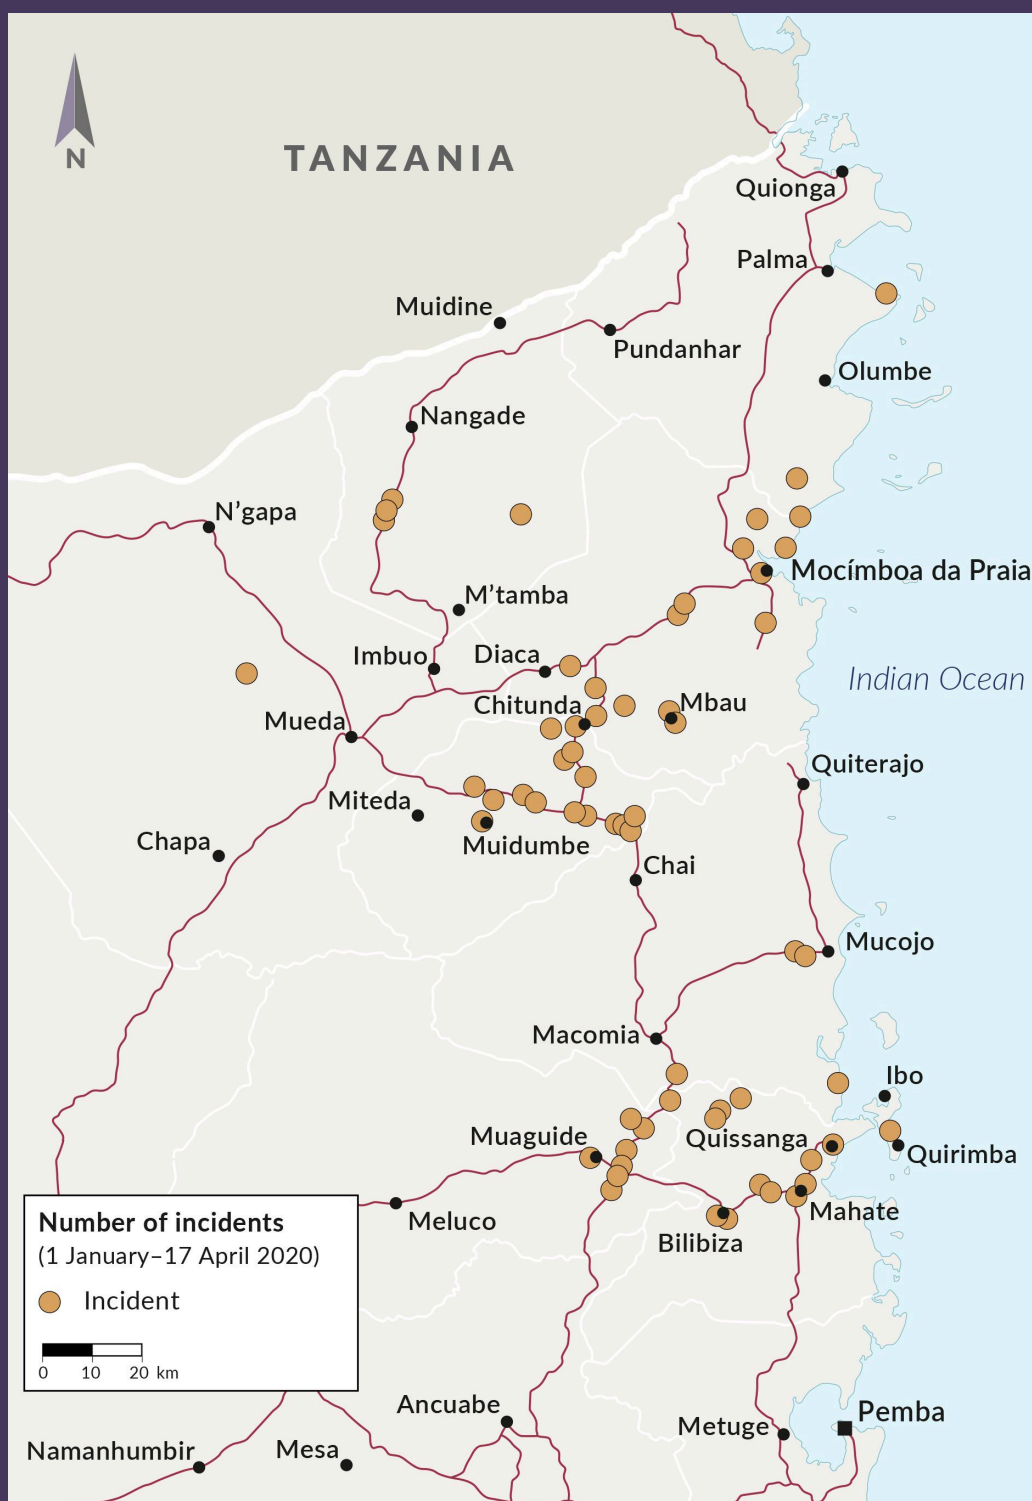 N
TANZANIA
Quionga
Palma
Muidine
Pundanhar
Olumbe
Nangade
N’gapa
Mocímboa da Praia
M’tamba
Imbuo
Diaca
Indian Ocean
Chitunda
Mbau
Mueda
Quiterajo
Miteda
Chapa
Muidumbe
Chai
Mucojo
Macomia
Ibo
Muaguide
Quissanga
Quirimba
Meluco
Mahate
Bilibiza
Number of incidents
(1 January–17 April 2020)
Incident
0 10 20 km
Ancuabe
Pemba
Metuge
Namanhumbir
Mesa